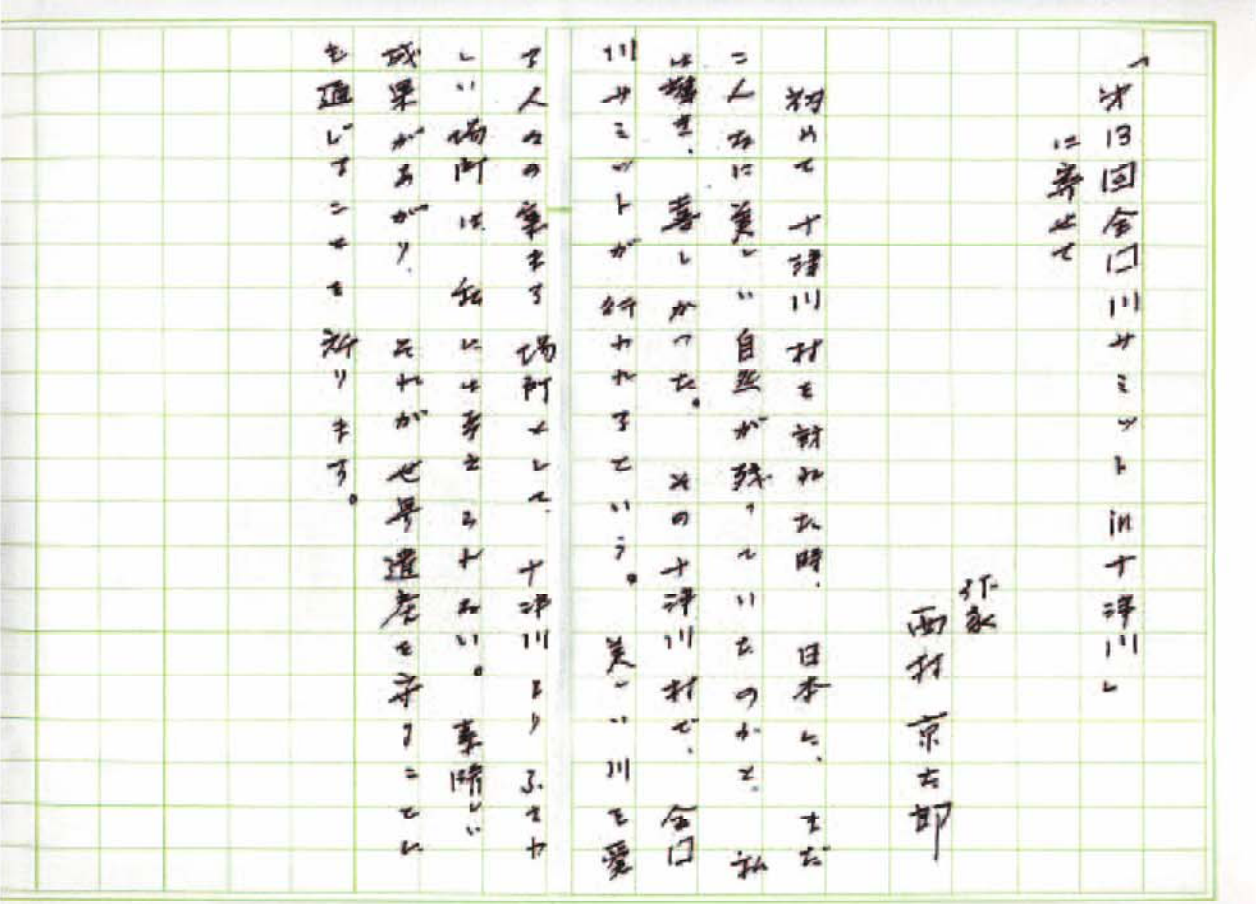 「第13回全国川サミットin十津川」
に寄せて
作家
西村京太郎
初めて十津川村を訪れた時、日本に、まだ
こんなに美しい自然が残っていたのかと、私
は驚き、喜しかった。その十津川村で、全国
川サミットが行われるという。美しい川を愛
する人々の集まる場所として、十津川よりふさわ
しい場所は、私には考えられない。素晴しい
成果があがり、それが世界遺産を守ることに
も通じることを祈ります。